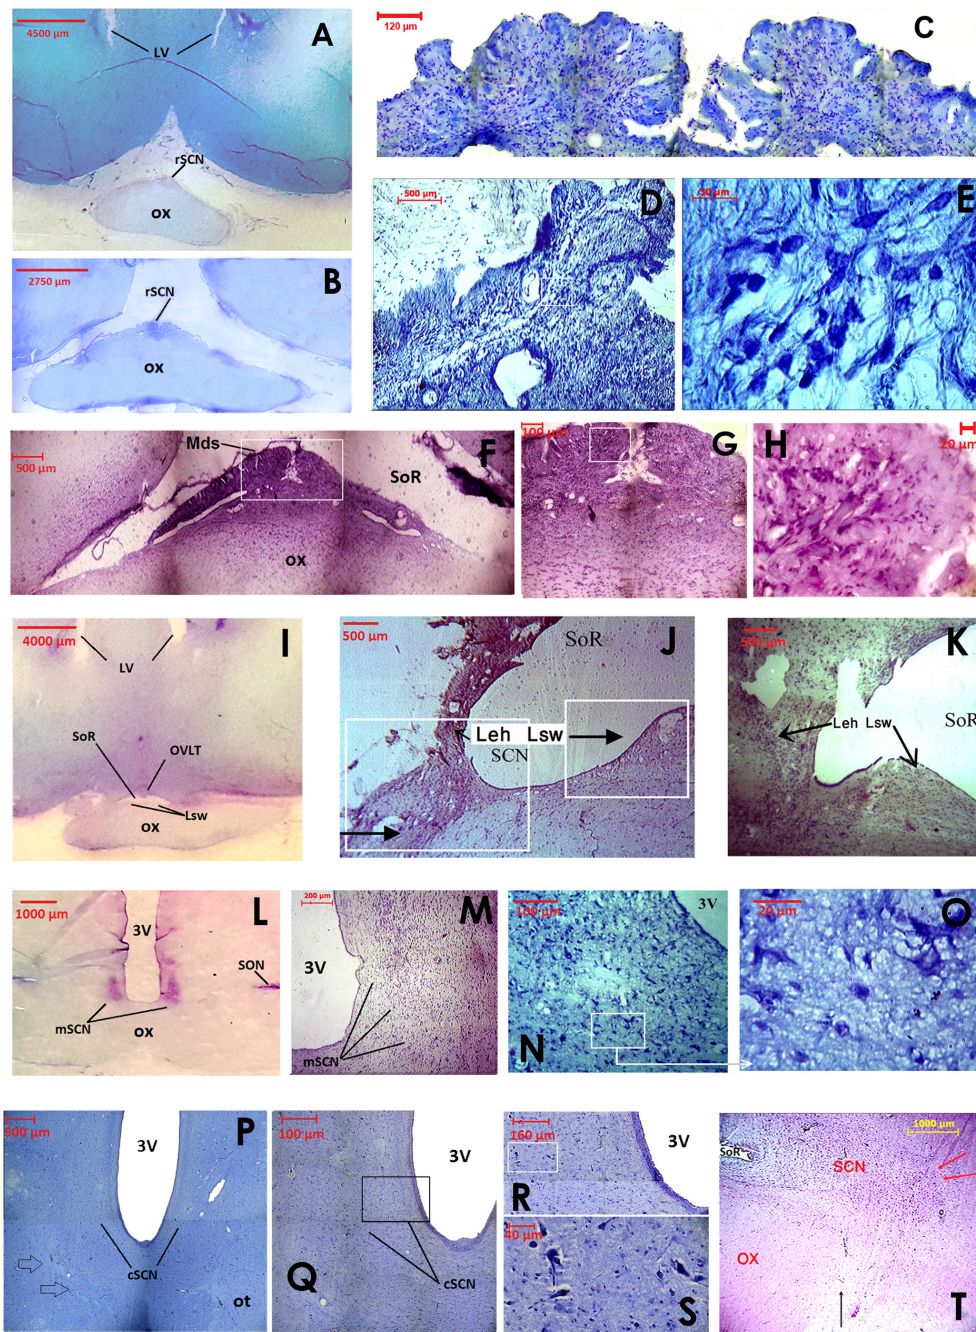 4500 µm
A
LV
rSCN
ox
2750 µm
B
rSCN
ox
120 µm
C
500 µm
D
30 µm
E
500 µm
Mds
F
SoR
ox
100 µm
G
H
20 µm
4000 µm
I
LV
SoR
OVLT
Lsw
ox
500 µm
SoR
J
Leh Lsw
SCN
500 µm
K
Leh Lsw
SoR
1000 µm
L
3V
SON
mSCN
ox
200 µm
M
3V
mSCN
100 µm
3V
N
20 µm
O
500 µm
P
3V
cSCN
ot
100 µm
3V
cSCN
Q
160 µm
3V
R
40 µm
S
1000 µm
SoR
SCN
OX
T